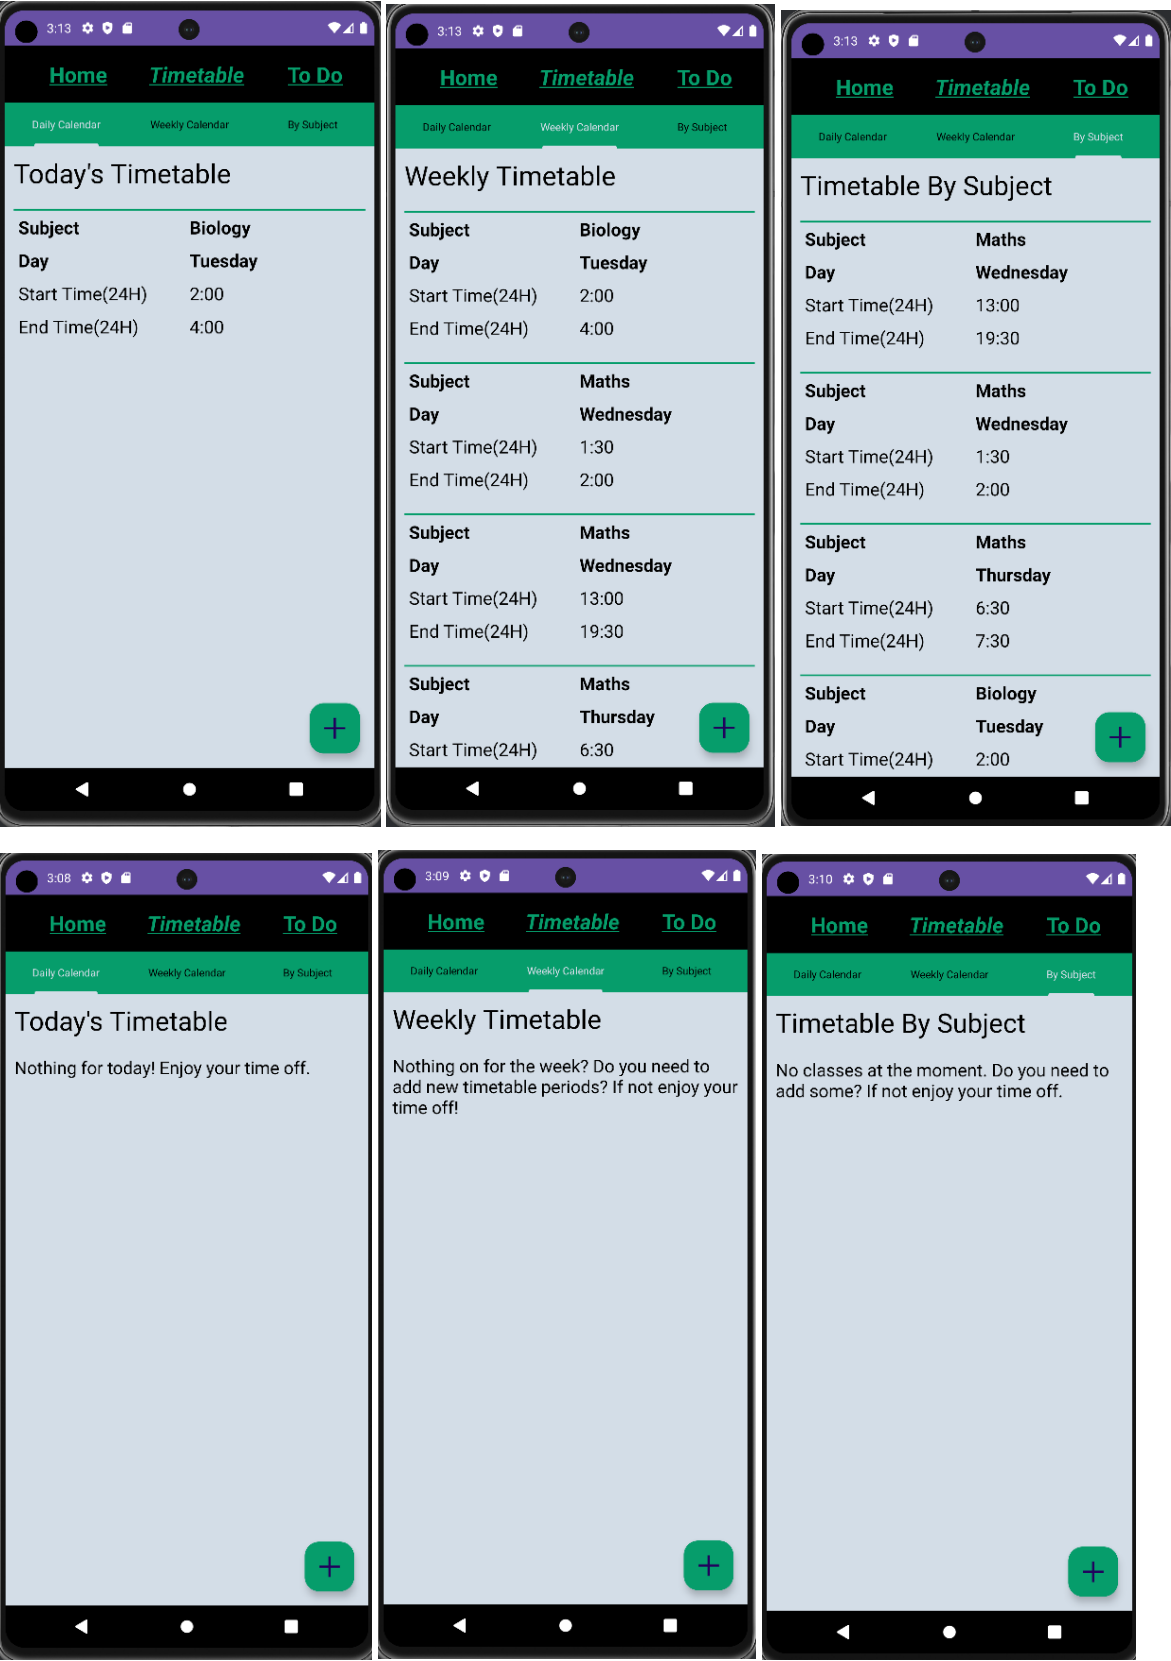 3:13
Home Timetable To Do
Daily Calendar Weekly Calendar By Subject
Today's Timetable
Subject Biology
Day Tuesday
Start Time(24H) 2:00
End Time(24H) 4:00
3:13
Home Timetable To Do
Daily Calendar Weekly Calendar By Subject
Weekly Timetable
Subject Biology
Day Tuesday
Start Time(24H) 2:00
End Time(24H) 4:00
Subject Maths
Day Wednesday
Start Time(24H) 1:30
End Time(24H) 2:00
Subject Maths
Day Wednesday
Start Time(24H) 13:00
End Time(24H) 19:30
Subject Maths
Day Thursday
Start Time(24H) 6:30
3:13
Home Timetable To Do
Daily Calendar Weekly Calendar By Subject
Timetable By Subject
Subject Maths
Day Wednesday
Start Time(24H) 13:00
End Time(24H) 19:30
Subject Maths
Day Wednesday
Start Time(24H) 1:30
End Time(24H) 2:00
Subject Maths
Day Thursday
Start Time(24H) 6:30
End Time(24H) 7:30
Subject Biology
Day Tuesday
Start Time(24H) 2:00
3:08
Home Timetable To Do
Daily Calendar Weekly Calendar By Subject
Today's Timetable
Nothing for today! Enjoy your time off.
3:09
Home Timetable To Do
Daily Calendar Weekly Calendar By Subject
Weekly Timetable
Nothing on for the week? Do you need to
add new timetable periods? If not enjoy your
time off!
3:10
Home Timetable To Do
Daily Calendar Weekly Calendar By Subject
Timetable By Subject
No classes at the moment. Do you need to
add some? If not enjoy your time off.